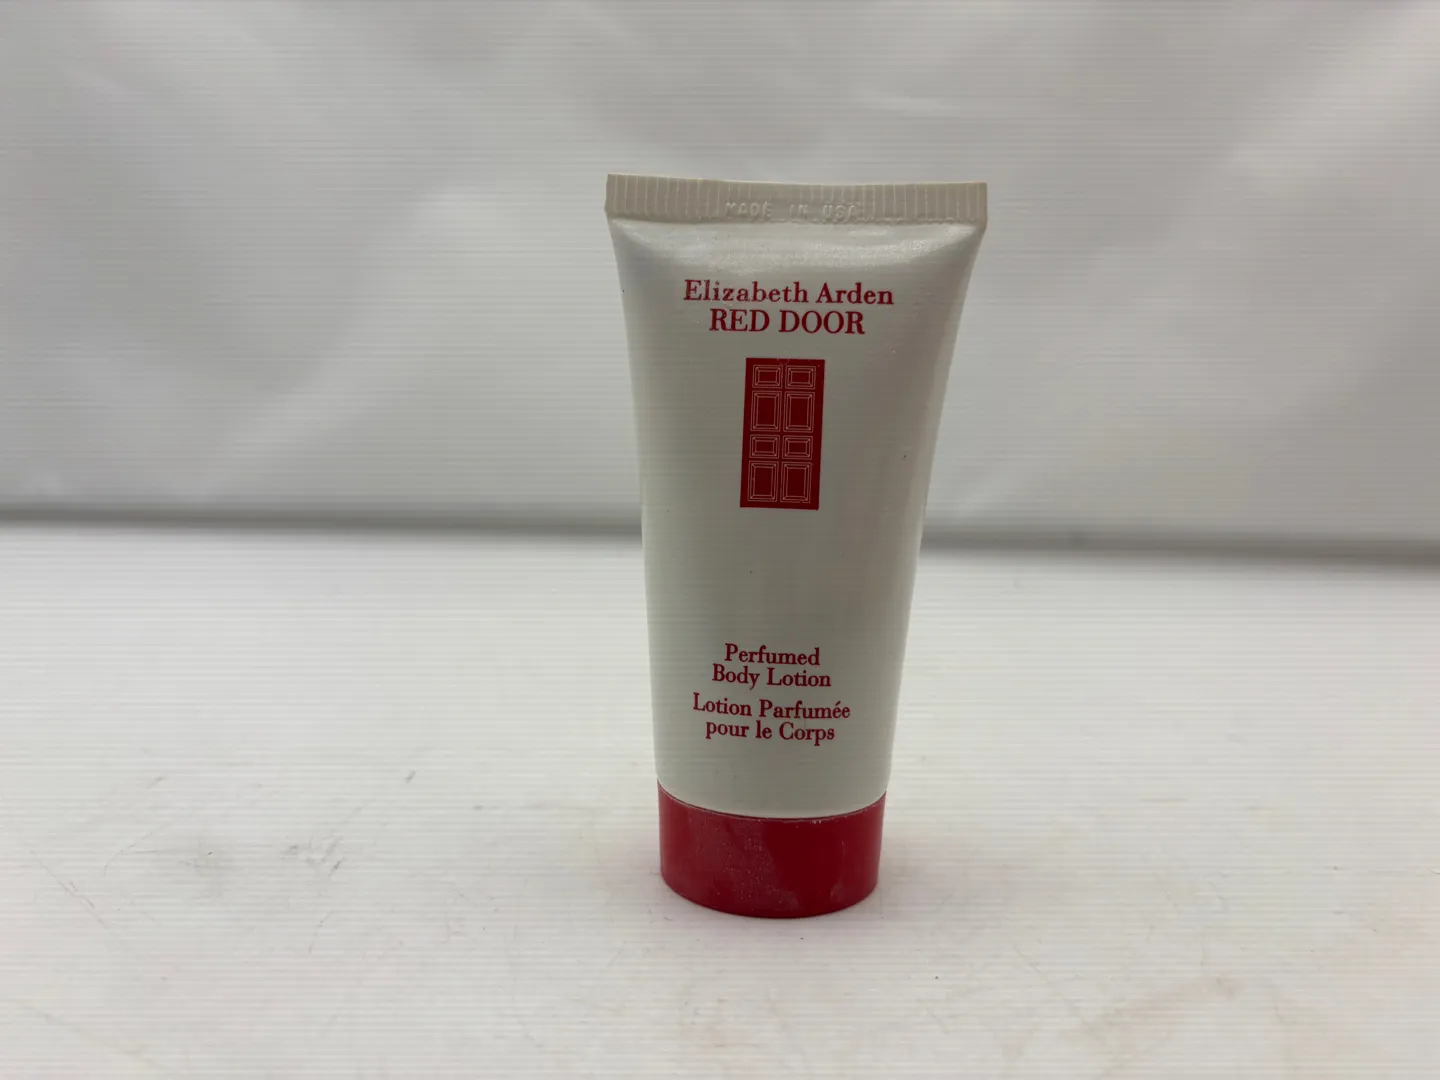 MADE IN USA
Elizabeth Arden
RED DOOR
Perfumed
Body Lotion
Lotion Parfumée
pour le Corps